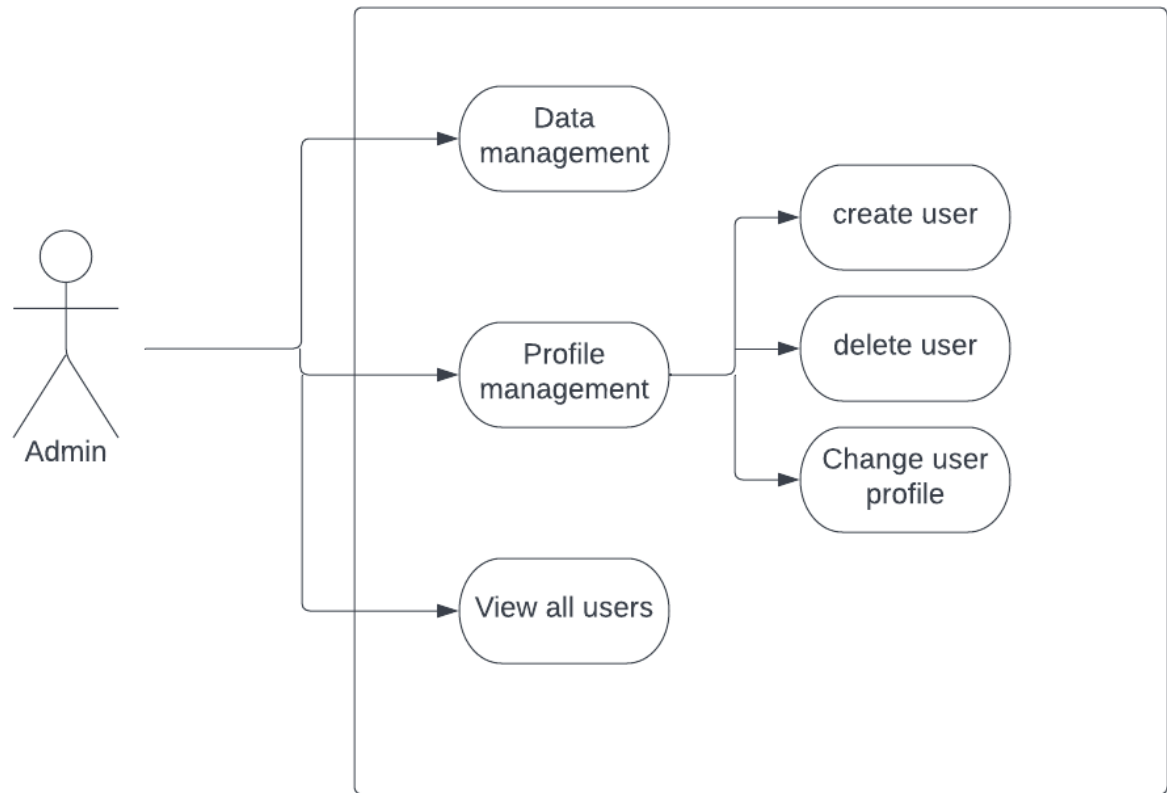 Data
management
create user
Profile
management
delete user
Admin
Change user
profile
View all users